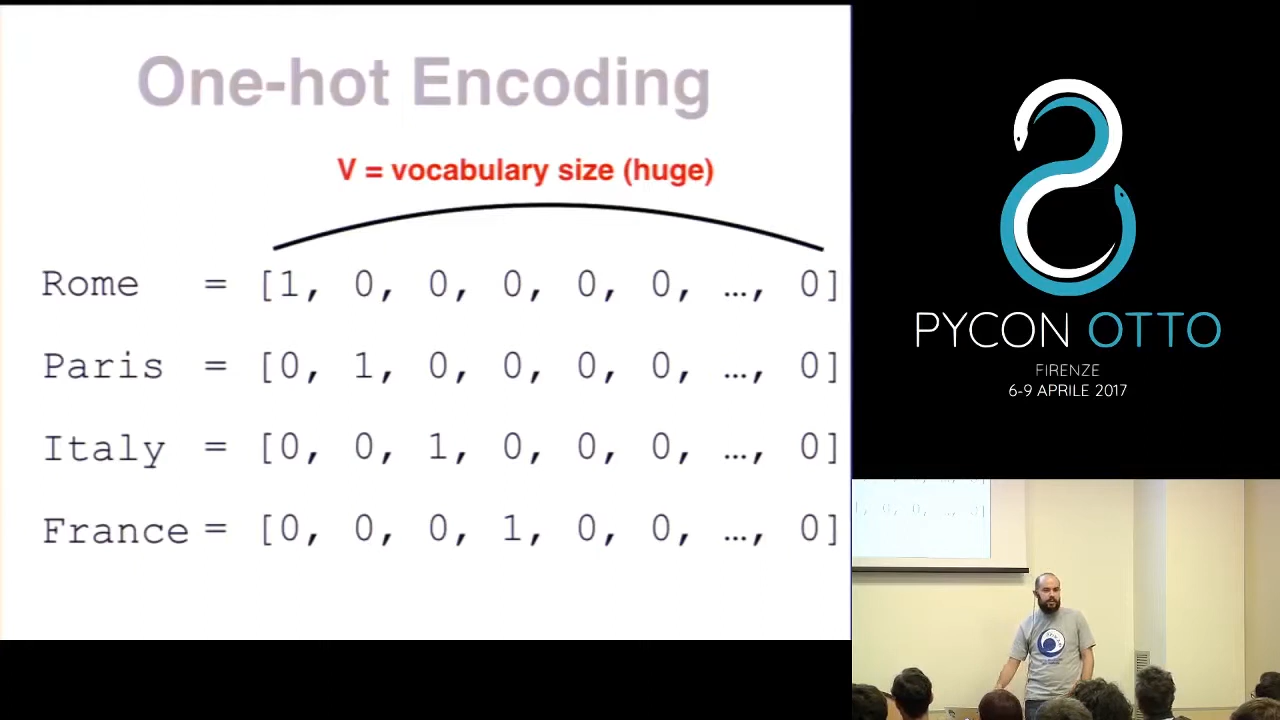 One-hot Encoding
V = vocabulary size (huge)
Rome = [1, 0, 0, 0, 0, 0, …, 0]
Paris = [0, 1, 0, 0, 0, 0, …, 0]
Italy = [0, 0, 1, 0, 0, 0, …, 0]
France = [0, 0, 0, 1, 0, 0, …, 0]
PYCON OTTO
FIRENZE
6-9 APRILE 2017